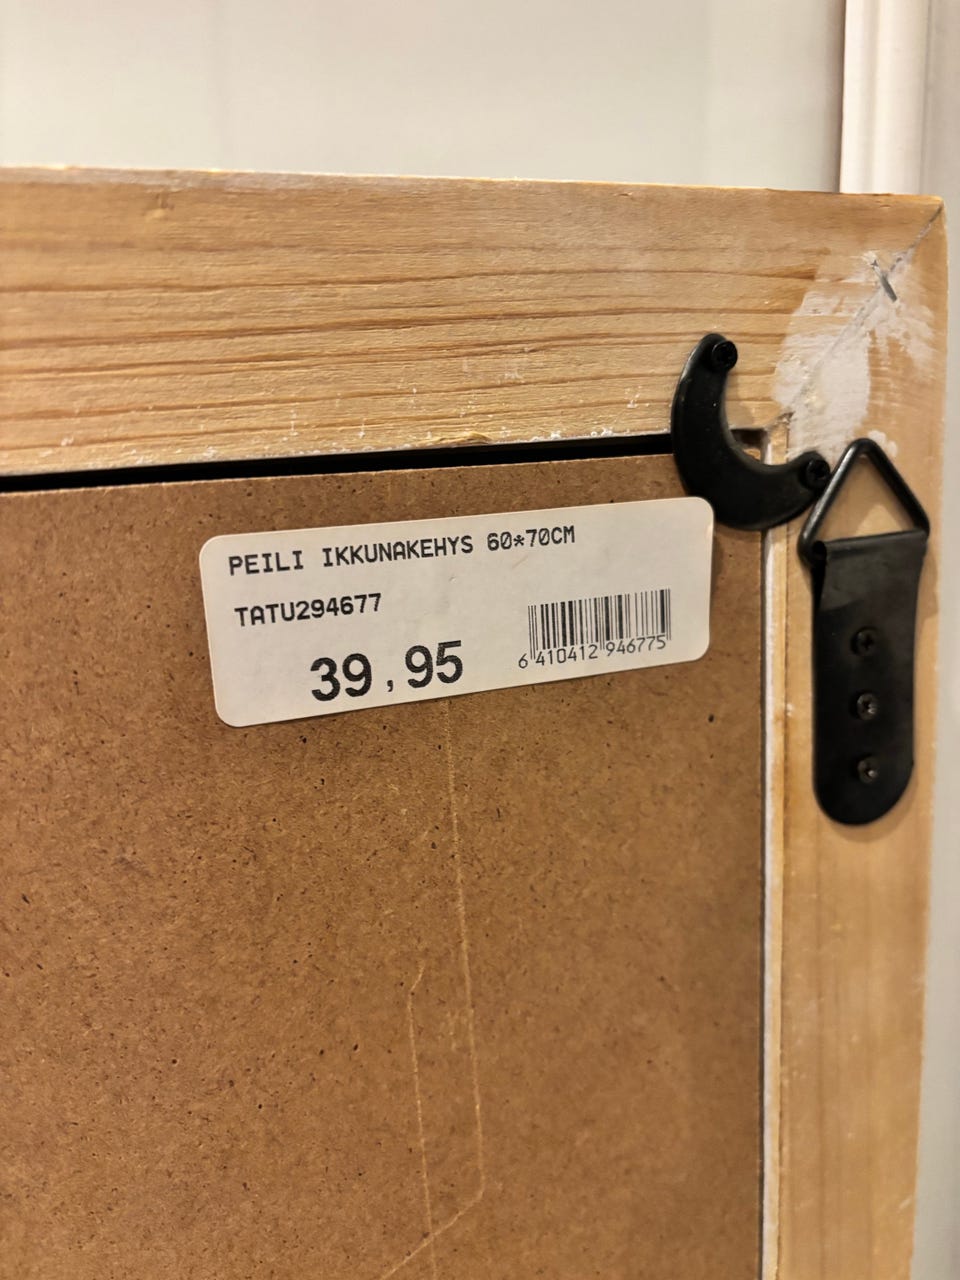 PEILI IKKUNAKEHYS 60*70CM
TATU294677
39,95
6 410412 946775